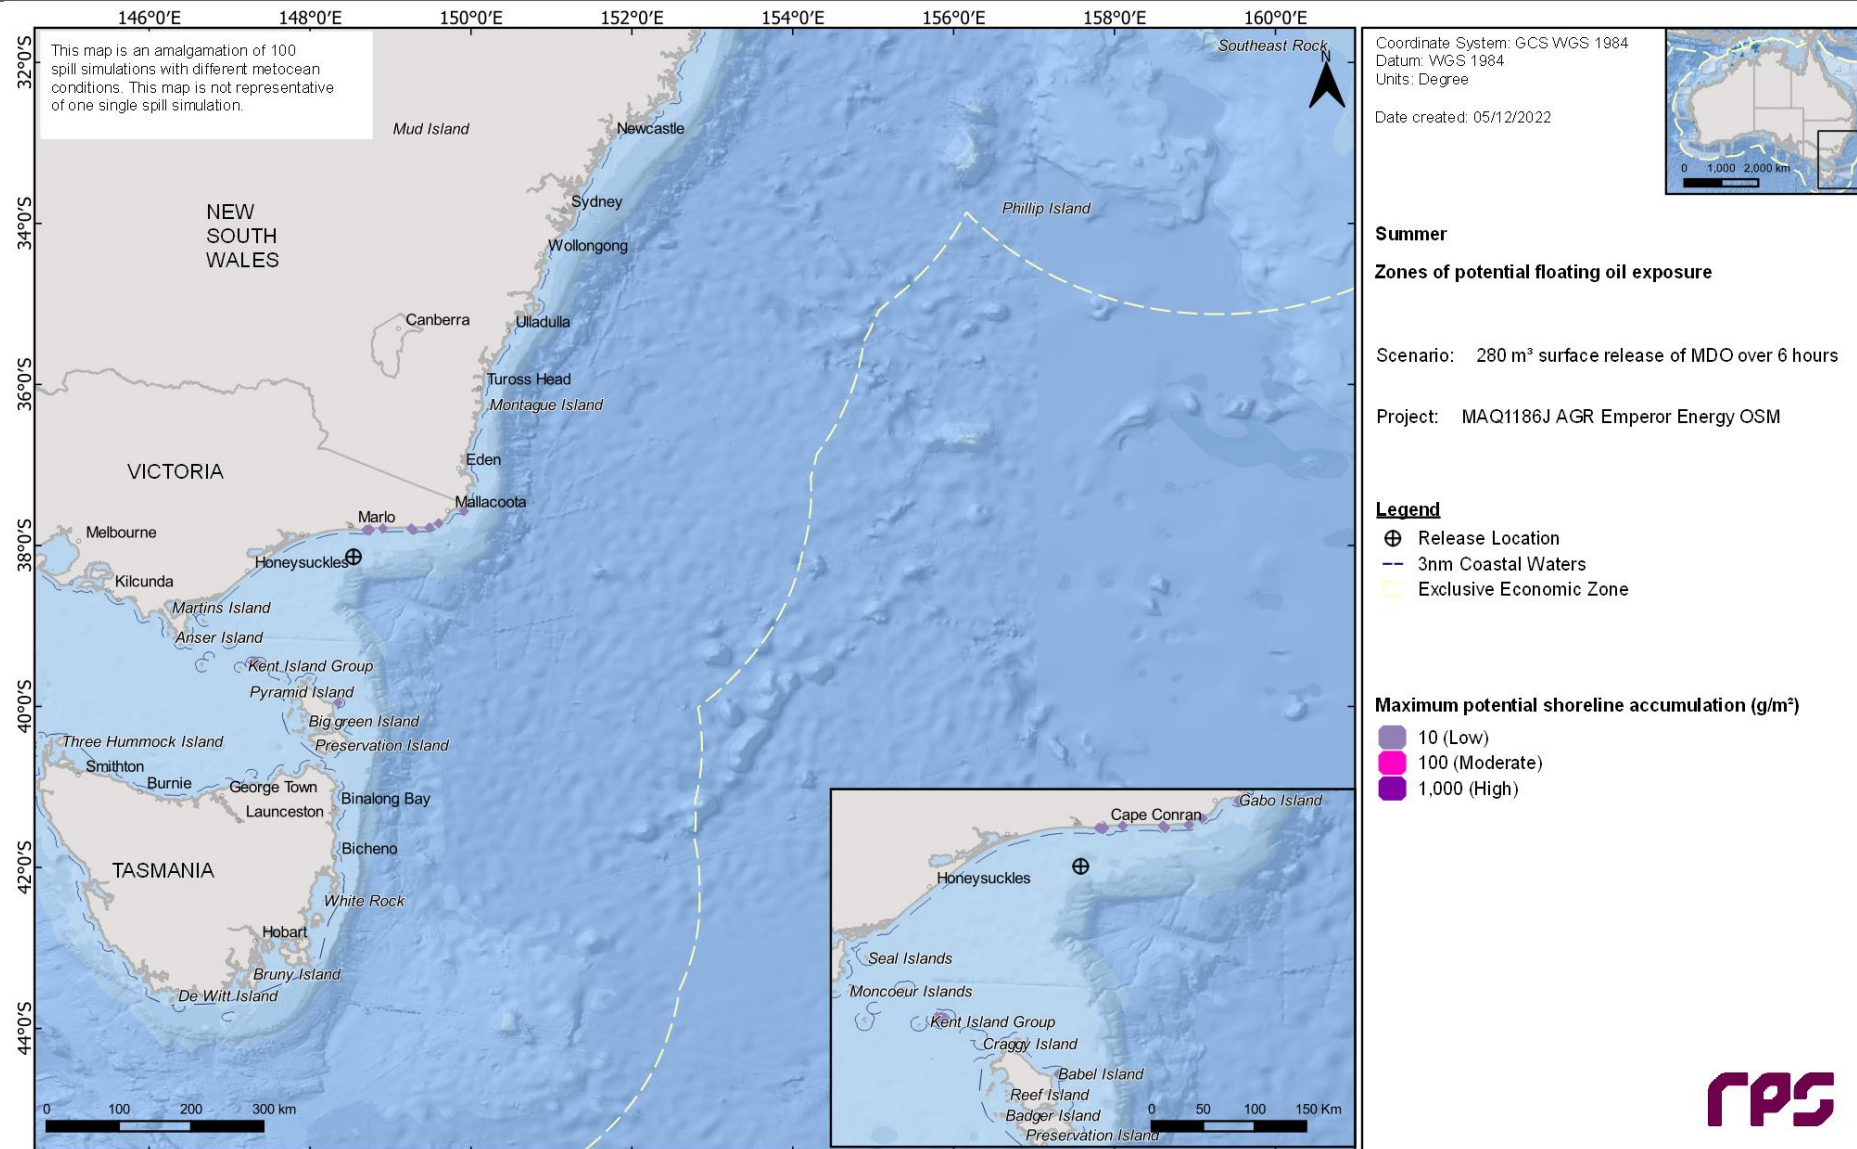 146°0'E 148°0'E 150°0'E 152°0'E 154°0'E 156°0'E 158°0'E 160°0'E
32°S
34°0'S
36°0'S
38°0'S
40°0'S
42°0'S
44°0'S
This map is an amalgamation of 100
spill simulations with different metocean
conditions. This map is not representative
of one single spill simulation.
Southeast Rock
N
Mud Island
Newcastle
NEW
SOUTH
WALES
Sydney
Phillip Island
Wollongong
Canberra
Ulladulla
Tuross Head
Montague Island
Eden
VICTORIA
Mallacoota
Marlo
Melbourne
Honeysuckles
Kilcunda
Martins Island
Anser Island
Kent Island Group
Pyramid Island
Big green Island
Three Hummock Island
Preservation Island
Smithton
Burnie
George Town
Binalong Bay
Launceston
Bicheno
TASMANIA
White Rock
Hobart
Bruny Island
De Witt Island
0 100 200 300 km
Gabo Island
Cape Conran
Honeysuckles
Seal Islands
Moncoeur Islands
Kent Island Group
Craggy Island
Babel Island
Reef Island
Badger Island
Preservation Island
0 50 100 150 Km
Coordinate System: GCS WGS 1984
Datum: WGS 1984
Units: Degree
Date created: 05/12/2022
0 1,000 2,000 km
Summer
Zones of potential floating oil exposure
Scenario: 280 m³ surface release of MDO over 6 hours
Project: MAQ1186J AGR Emperor Energy OSM
Legend
Release Location
3nm Coastal Waters
Exclusive Economic Zone
Maximum potential shoreline accumulation (g/m²)
10 (Low)
100 (Moderate)
1,000 (High)
rps